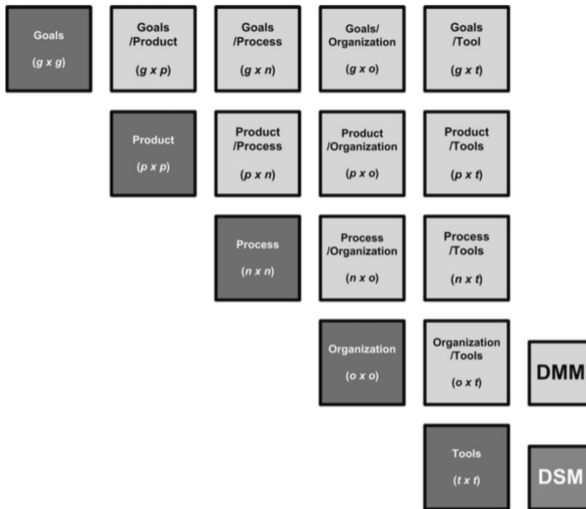 Goals
(g x g)
Goals
/Product
(g x p)
Goals
/Process
(g x n)
Goals/
Organization
(g x o)
Goals
/Tool
(g x t)
Product
(p x p)
Product
/Process
(p x n)
Product
/Organization
(p x o)
Product
/Tools
(p x t)
Process
(n x n)
Process
/Organization
(n x o)
Process
/Tools
(n x t)
Organization
(o x o)
Organization
/Tools
(o x t)
DMM
Tools
(t x t)
DSM